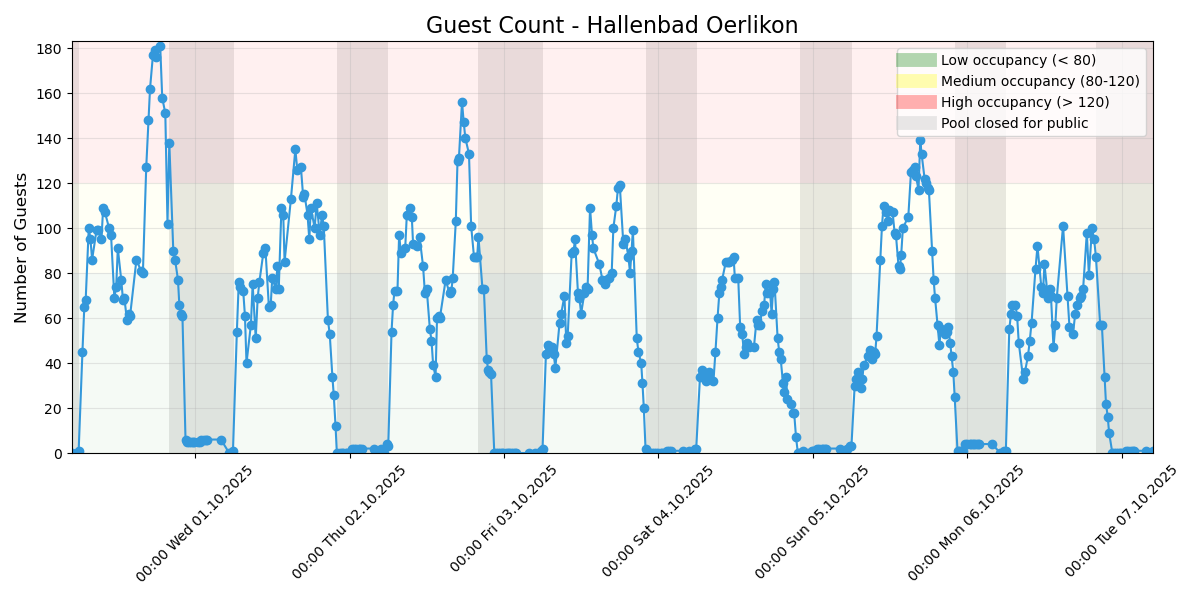 Guest Count - Hallenbad Oerlikon
Number of Guests
180
160
140
120
100
80
60
40
20
0
Low occupancy (< 80)
Medium occupancy (80-120)
High occupancy (> 120)
Pool closed for public
00:00 Wed 01.10.2025
00:00 Thu 02.10.2025
00:00 Fri 03.10.2025
00:00 Sat 04.10.2025
00:00 Sun 05.10.2025
00:00 Mon 06.10.2025
00:00 Tue 07.10.2025